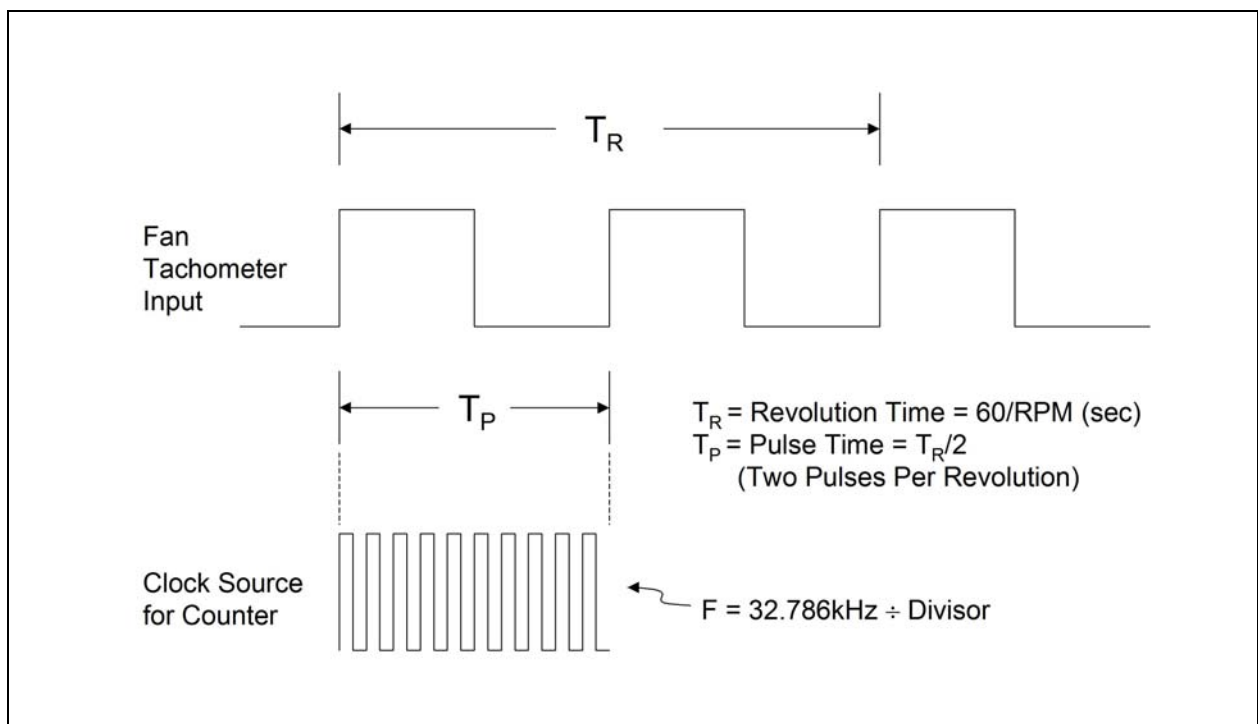 T_R
Fan
Tachometer
Input
T_P
T_R = Revolution Time = 60/RPM (sec)
T_P = Pulse Time = T_R/2
(Two Pulses Per Revolution)
Clock Source
for Counter
F = 32.786kHz ÷ Divisor